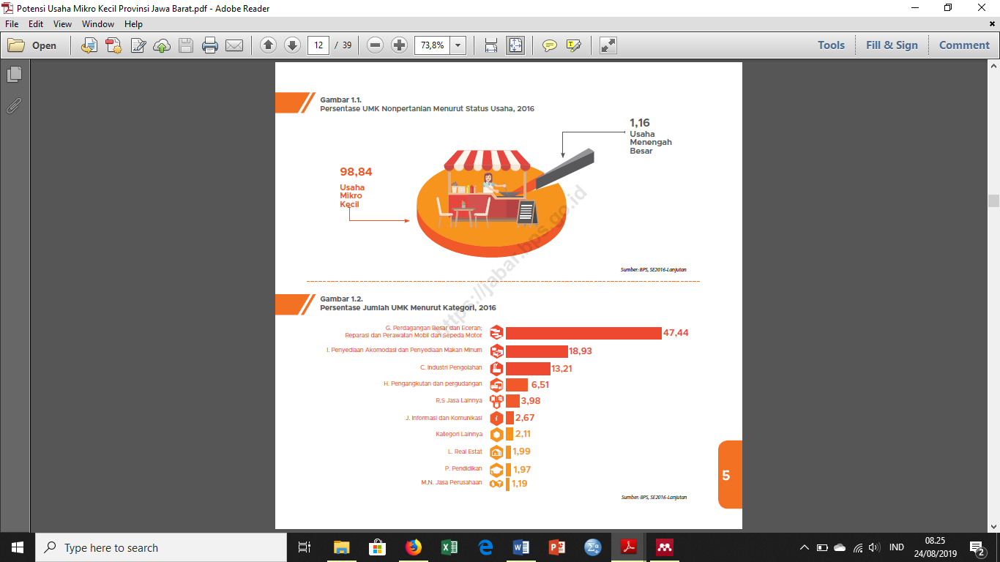 Potensi Usaha Mikro Kecil Provinsi Jawa Barat.pdf - Adobe Reader
File Edit View Window Help
Open
12 / 39
73,8%
Tools
Fill & Sign
Comment
Gambar 1.1.
Persentase UMK Nonpertanian Menurut Status Usaha, 2016
1,16
Usaha
Menengah
Besar
98,84
Usaha
Mikro
Kecil
https://jabar.bps.go.id
Sumber: BPS, SE2016-Lanjutan
Gambar 1.2.
Persentase Jumlah UMK Menurut Kategori, 2016
G. Perdagangan Besar dan Eceran;
Reparasi dan Perawatan Mobil dan Sepeda Motor
47,44
I. Penyediaan Akomodasi dan Penyediaan Makan Minum
18,93
C. Industri Pengolahan
13,21
H. Pengangkutan dan pergudangan
6,51
R,S Jasa Lainnya
3,98
J. Informasi dan Komunikasi
2,67
Kategori Lainnya
2,11
L. Real Estat
1,99
P. Pendidikan
1,97
M,N. Jasa Perusahaan
1,19
5
Sumber: BPS, SE2016-Lanjutan
Type here to search
IND
08.25
24/08/2019
2